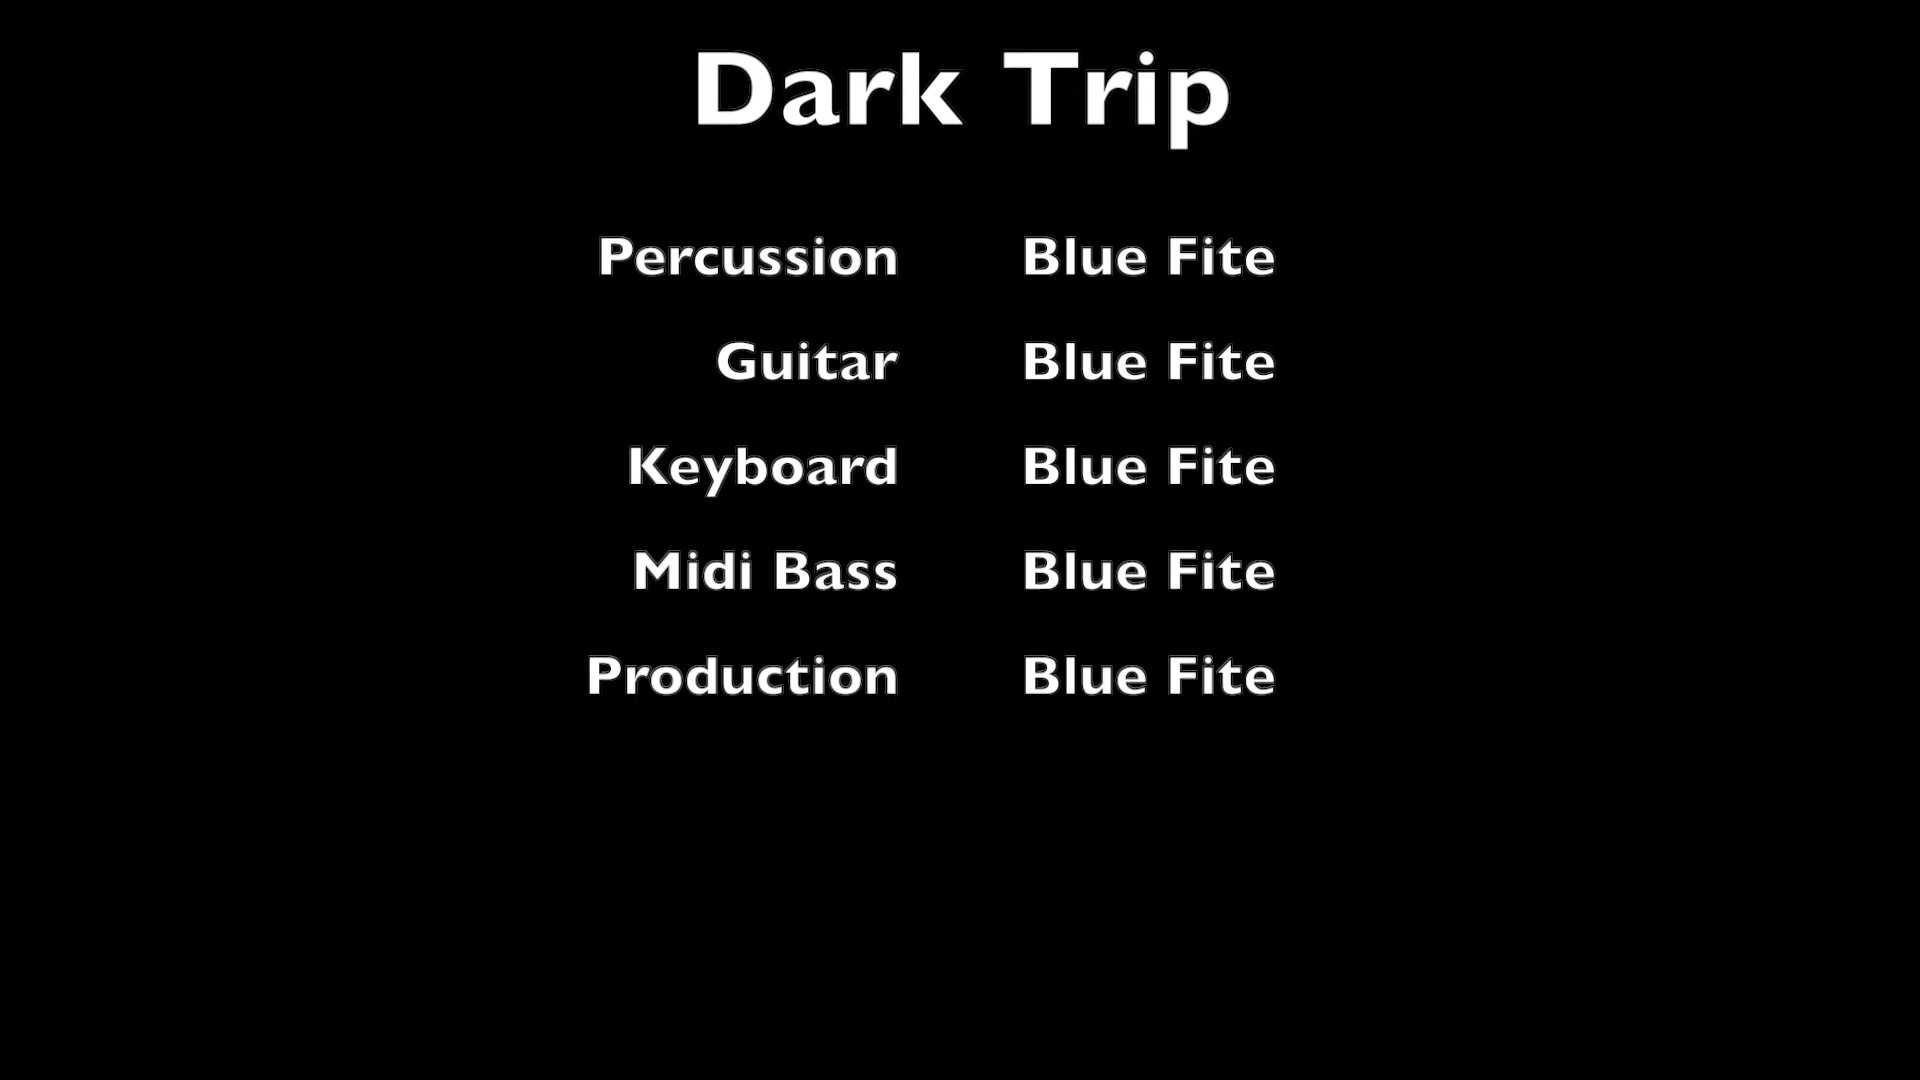 Dark Trip
Percussion Blue Fite
Guitar Blue Fite
Keyboard Blue Fite
Midi Bass Blue Fite
Production Blue Fite